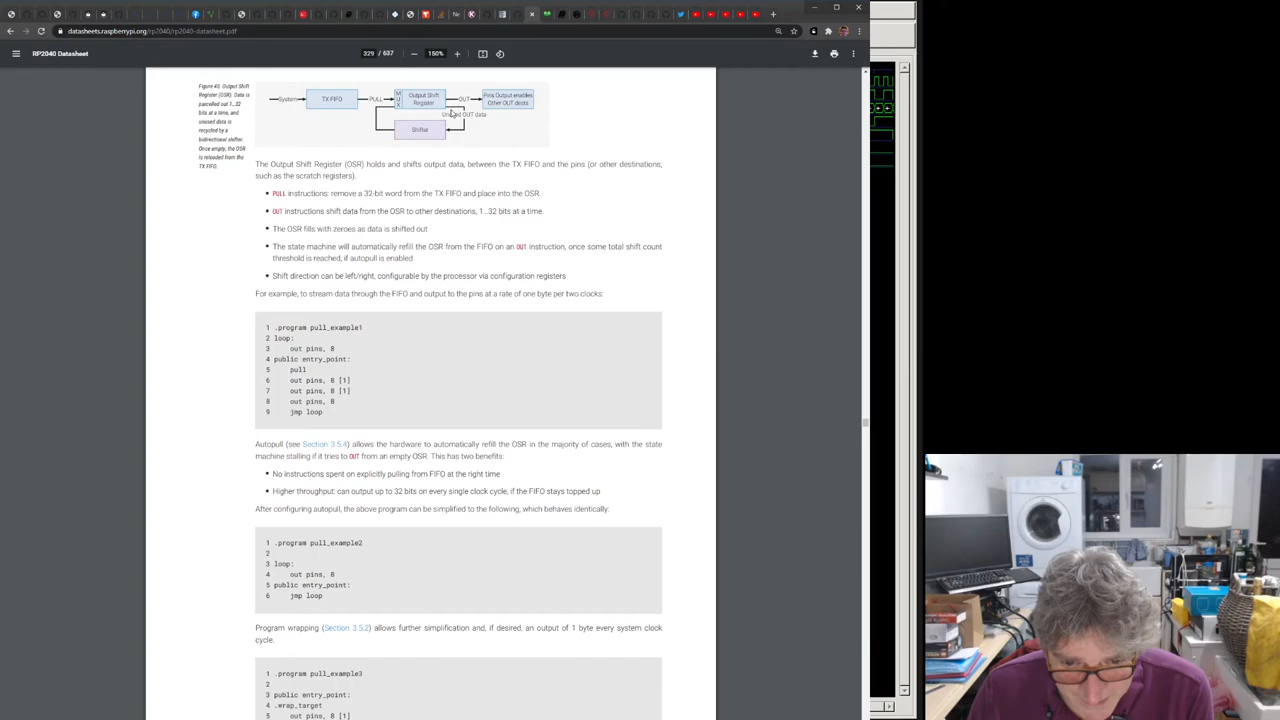 datasheets.raspberrypi.org/rp2040/rp2040-datasheet.pdf
RP2040 Datasheet
329 / 637
150%
Figure 40. Output Shift
Register (OSR). Data is
parcelled out 1…32
bits at a time, and
unused data is
recycled by a
bidirectional shifter.
Once empty, the OSR
is reloaded from the
TX FIFO.
System
TX FIFO
PULL
Output Shift
Register
OUT
Pins Output enables
Other OUT dests
OUT data
Shifter
The Output Shift Register (OSR) holds and shifts output data, between the TX FIFO and the pins (or other destinations,
such as the scratch registers).
• PULL instructions: remove a 32-bit word from the TX FIFO and place into the OSR.
• OUT instructions shift data from the OSR to other destinations, 1…32 bits at a time.
• The OSR fills with zeroes as data is shifted out
• The state machine will automatically refill the OSR from the FIFO on an OUT instruction, once some total shift count
threshold is reached, if autopull is enabled
• Shift direction can be left/right, configurable by the processor via configuration registers
For example, to stream data through the FIFO and output to the pins at a rate of one byte per two clocks:
1 .program pull_example1
2 loop:
3 out pins, 8
4 public entry_point:
5 pull
6 out pins, 8 [1]
7 out pins, 8 [1]
8 out pins, 8
9 jmp loop
Autopull (see Section 3.5.4) allows the hardware to automatically refill the OSR in the majority of cases, with the state
machine stalling if it tries to OUT from an empty OSR. This has two benefits:
• No instructions spent on explicitly pulling from FIFO at the right time
• Higher throughput: can output up to 32 bits on every single clock cycle, if the FIFO stays topped up
After configuring autopull, the above program can be simplified to the following, which behaves identically:
1 .program pull_example2
2
3 loop:
4 out pins, 8
5 public entry_point:
6 jmp loop
Program wrapping (Section 3.5.2) allows further simplification and, if desired, an output of 1 byte every system clock
cycle.
1 .program pull_example3
2
3 public entry_point:
4 .wrap_target
5 out pins, 8 [1]